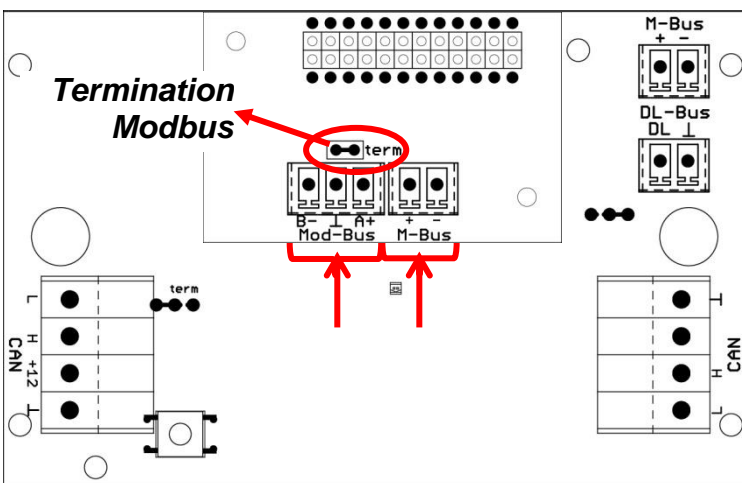 M-Bus
+ -
DL-Bus
DL ⊥
Termination
Modbus
term
B- ⊥ A+ + -
Mod-Bus M-Bus
term
CAN
L
H
+12
⊥
CAN
⊥
H
L